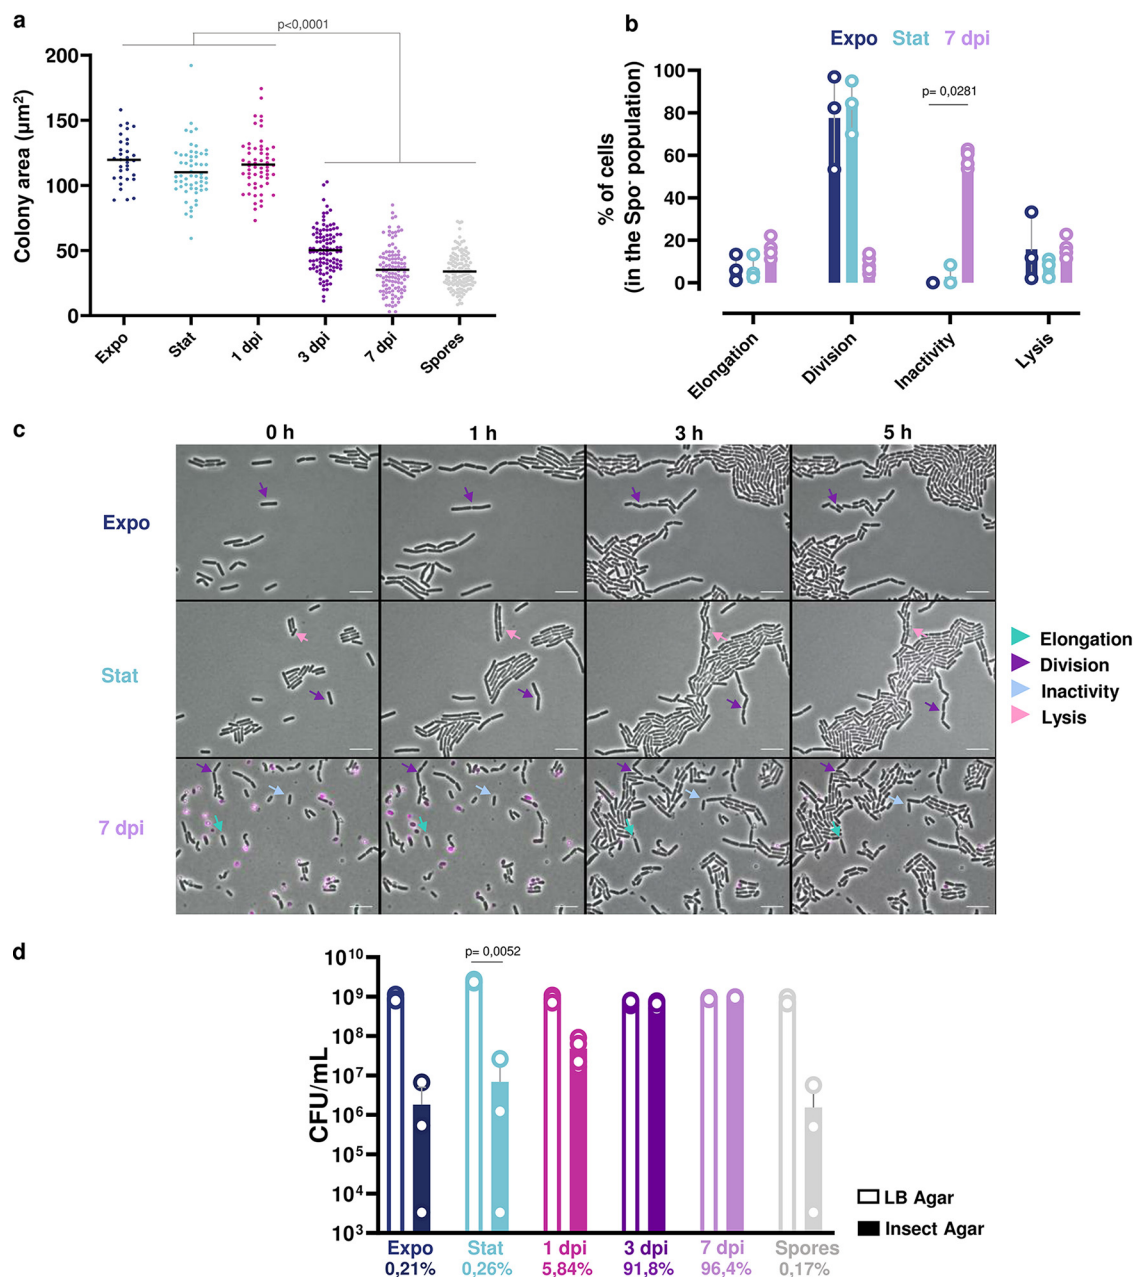 a
p<0,0001
Colony area (µm²)
200
150
100
50
0
Expo
Stat
1 dpi
3 dpi
7 dpi
Spores
b
Expo Stat 7 dpi
% of cells
(in the Spo⁻ population)
100
80
60
40
20
0
p= 0,0281
Elongation
Division
Inactivity
Lysis
c
0 h 1 h 3 h 5 h
Expo
Stat
7 dpi
Elongation
Division
Inactivity
Lysis
d
CFU/mL
10¹⁰
10⁹
10⁸
10⁷
10⁶
10⁵
10⁴
10³
p= 0,0052
Expo Stat 1 dpi 3 dpi 7 dpi Spores
0,21% 0,26% 5,84% 91,8% 96,4% 0,17%
LB Agar
Insect Agar